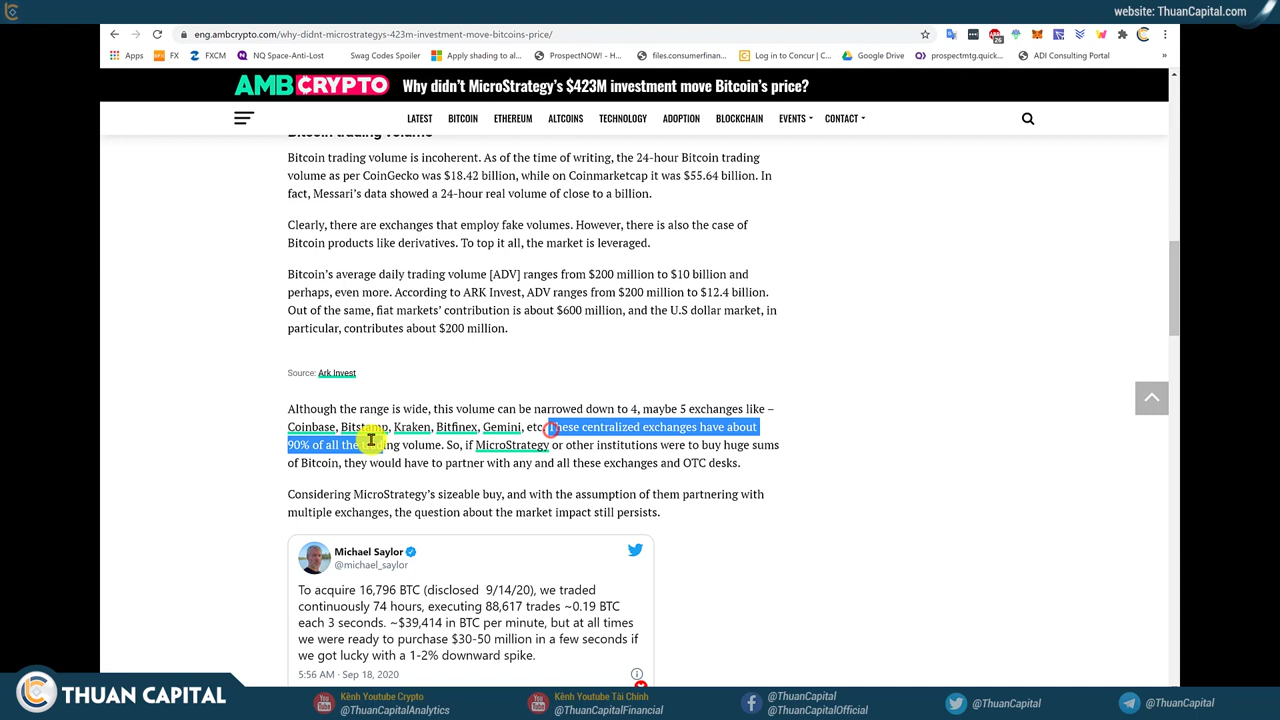 website: ThuanCapital.com
eng.ambcrypto.com/why-didnt-microstrategys-423m-investment-move-bitcoins-price/
26
Apps
FX
FXCM
NQ Space-Anti-Lost
Swag Codes Spoiler
Apply shading to al...
ProspectNOW! - H...
files.consumerfinan...
Log in to Concur | C...
Google Drive
prospectmtg.quick...
ADI Consulting Portal
»
AMBCRYPTO
Why didn't MicroStrategy's $423M investment move Bitcoin's price?
LATEST
BITCOIN
ETHEREUM
ALTCOINS
TECHNOLOGY
ADOPTION
BLOCKCHAIN
EVENTS
CONTACT
Bitcoin trading volume
Bitcoin trading volume is incoherent. As of the time of writing, the 24-hour Bitcoin trading
volume as per CoinGecko was $18.42 billion, while on Coinmarketcap it was $55.64 billion. In
fact, Messari's data showed a 24-hour real volume of close to a billion.
Clearly, there are exchanges that employ fake volumes. However, there is also the case of
Bitcoin products like derivatives. To top it all, the market is leveraged.
Bitcoin's average daily trading volume [ADV] ranges from $200 million to $10 billion and
perhaps, even more. According to ARK Invest, ADV ranges from $200 million to $12.4 billion.
Out of the same, fiat markets' contribution is about $600 million, and the U.S dollar market, in
particular, contributes about $200 million.
Source: Ark Invest
Although the range is wide, this volume can be narrowed down to 4, maybe 5 exchanges like –
Coinbase, Bitstamp, Kraken, Bitfinex, Gemini, etc. These centralized exchanges have about
90% of all the trading volume. So, if MicroStrategy or other institutions were to buy huge sums
of Bitcoin, they would have to partner with any and all these exchanges and OTC desks.
Considering MicroStrategy's sizeable buy, and with the assumption of them partnering with
multiple exchanges, the question about the market impact still persists.
Michael Saylor
@michael_saylor
To acquire 16,796 BTC (disclosed 9/14/20), we traded
continuously 74 hours, executing 88,617 trades ~0.19 BTC
each 3 seconds. ~$39,414 in BTC per minute, but at all times
we were ready to purchase $30-50 million in a few seconds if
we got lucky with a 1-2% downward spike.
5:56 AM · Sep 18, 2020
THUAN CAPITAL
Kênh Youtube Crypto
@ThuanCapitalAnalytics
Kênh Youtube Tài Chính
@ThuanCapitalFinancial
@ThuanCapital
@ThuanCapitalOfficial
@ThuanCapital
@ThuanCapital